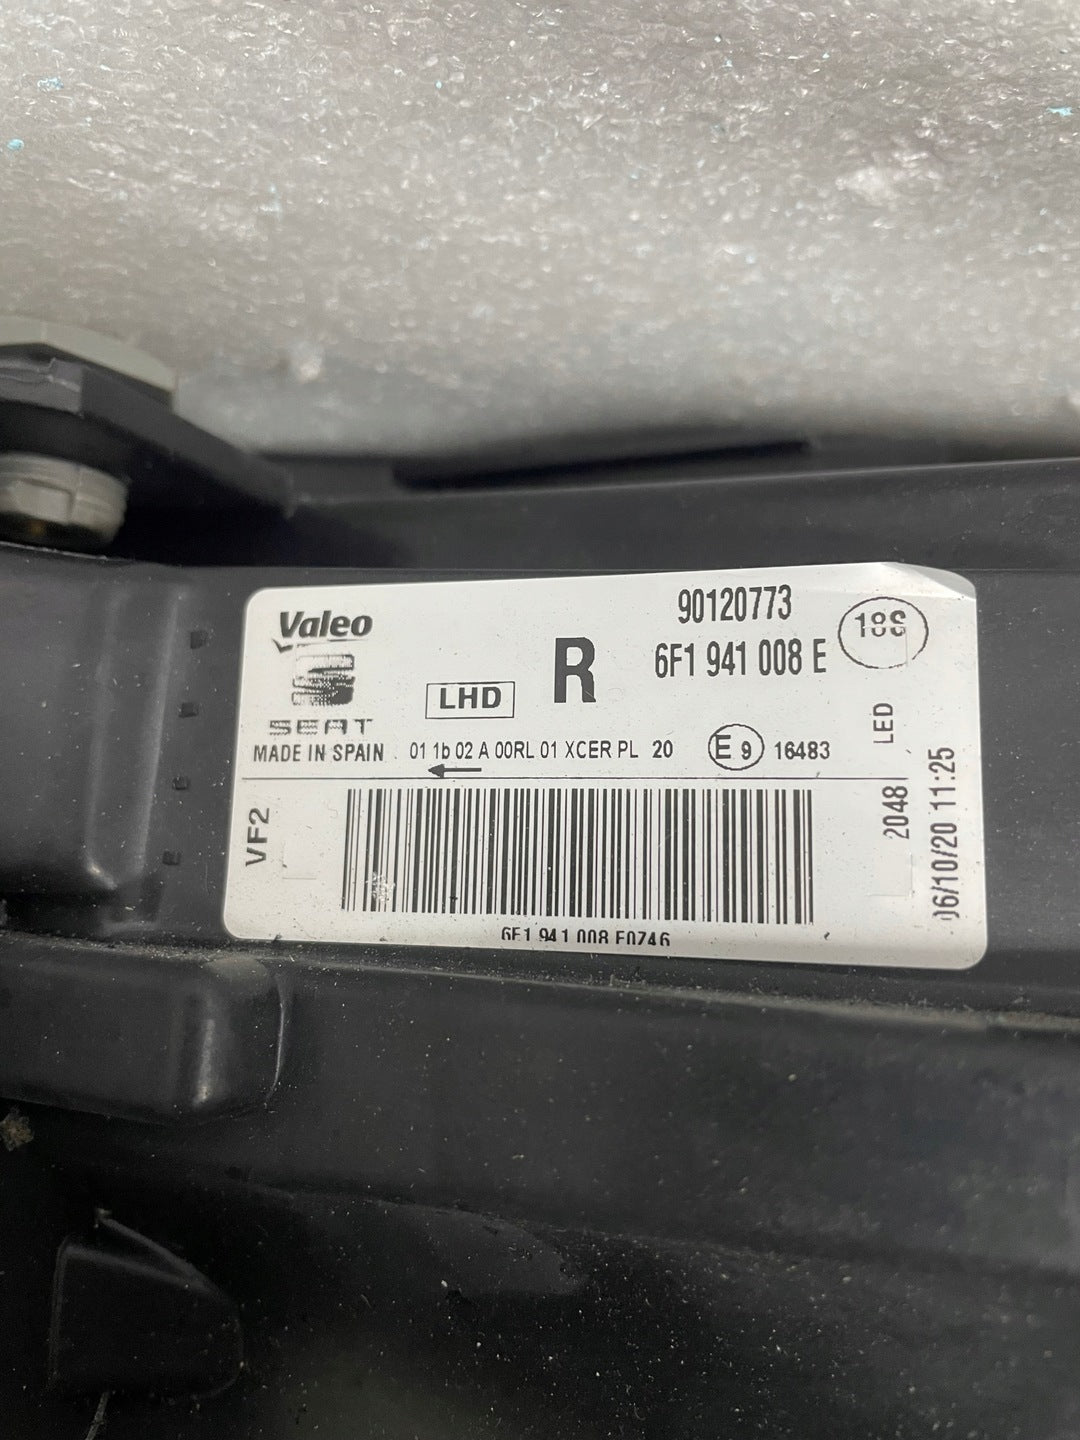 Valeo
SEAT
MADE IN SPAIN
LHD
R
90120773
6F1 941 008 E
18S
01 1b 02 A 00RL 01 XCER PL 20
E 9 16483
LED
VF2
2048
06/10/20 11:25
6F1 941 008 E0746